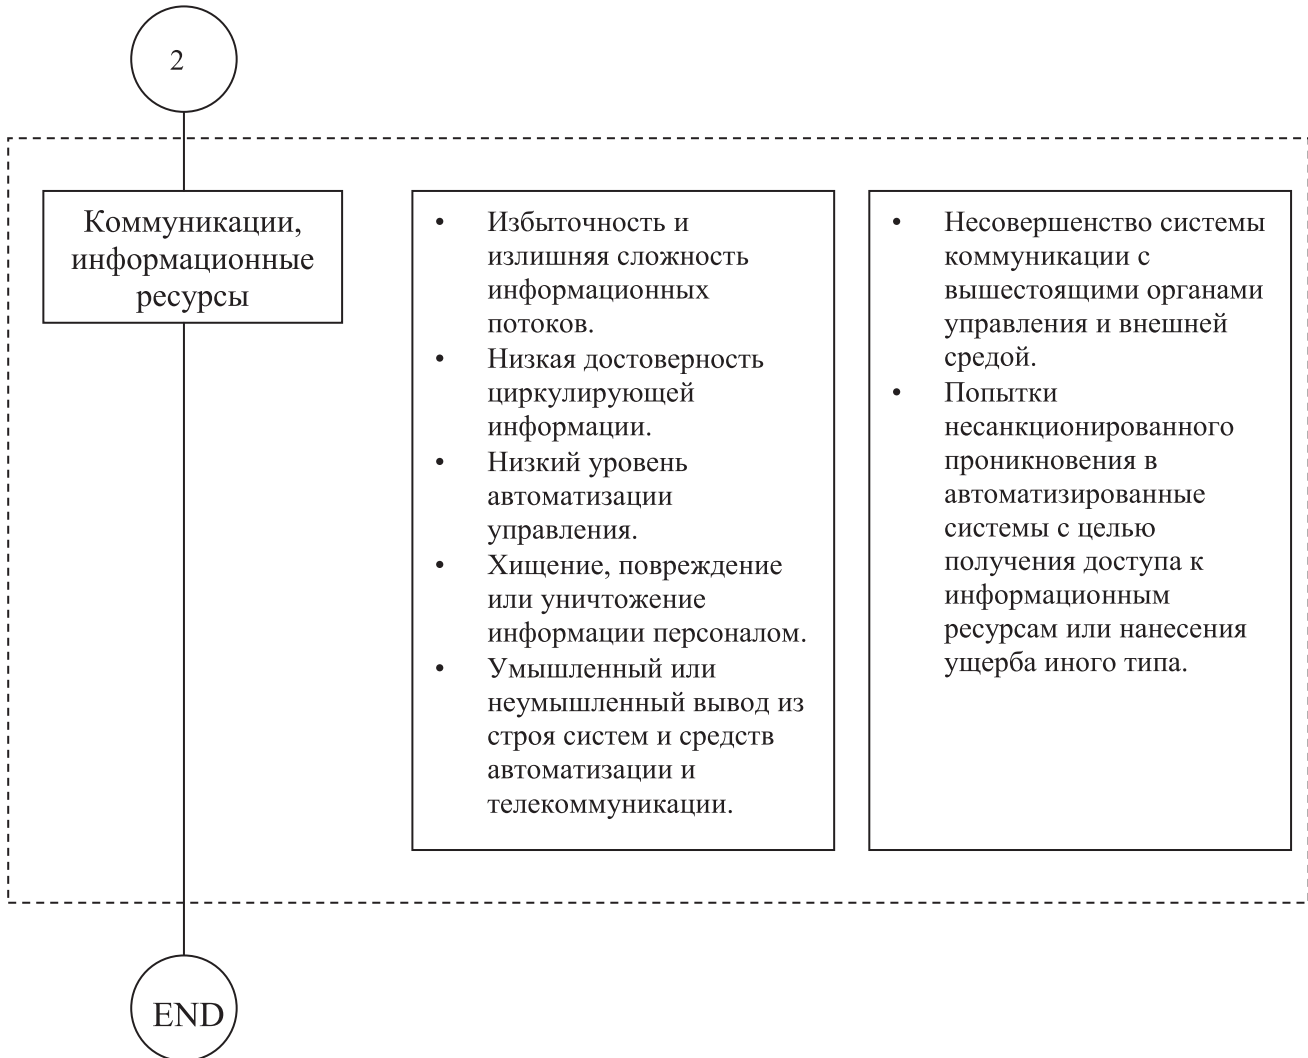 2
Коммуникации,
информационные
ресурсы
• Избыточность и
излишняя сложность
информационных
потоков.
• Низкая достоверность
циркулирующей
информации.
• Низкий уровень
автоматизации
управления.
• Хищение, повреждение
или уничтожение
информации персоналом.
• Умышленный или
неумышленный вывод из
строя систем и средств
автоматизации и
телекоммуникации.
• Несовершенство системы
коммуникации с
вышестоящими органами
управления и внешней
средой.
• Попытки
несанкционированного
проникновения в
автоматизированные
системы с целью
получения доступа к
информационным
ресурсам или нанесения
ущерба иного типа.
END